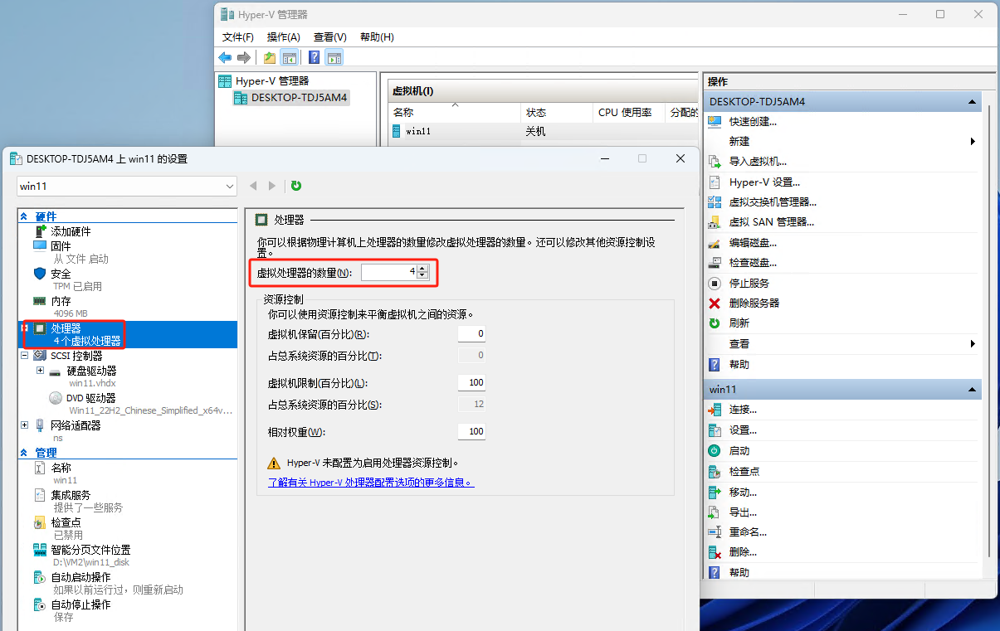 Hyper-V 管理器
文件(F) 操作(A) 查看(V) 帮助(H)
Hyper-V 管理器
DESKTOP-TDJ5AM4
虚拟机(I)
名称 状态 CPU 使用率 分配的
win11 关机
操作
DESKTOP-TDJ5AM4
快速创建...
新建
导入虚拟机...
Hyper-V 设置...
虚拟交换机管理器...
虚拟 SAN 管理器...
编辑磁盘...
检查磁盘...
停止服务
删除服务器
刷新
查看
帮助
win11
连接...
设置...
启动
检查点
移动...
导出...
重命名...
删除...
帮助
DESKTOP-TDJ5AM4 上 win11 的设置
win11
硬件
添加硬件
固件
从 文件 启动
安全
TPM 已启用
内存
4096 MB
处理器
4 个虚拟处理器
SCSI 控制器
硬盘驱动器
win11.vhdx
DVD 驱动器
Win11_22H2_Chinese_Simplified_x64v...
网络适配器
ns
管理
名称
win11
集成服务
提供了一些服务
检查点
已禁用
智能分页文件位置
D:\VM2\win11_disk
自动启动操作
如果以前运行过，则重新启动
自动停止操作
保存
处理器
你可以根据物理计算机上处理器的数量修改虚拟处理器的数量。还可以修改其他资源控制设
置。
虚拟处理器的数量(N): 4
资源控制
你可以使用资源控制来平衡虚拟机之间的资源。
虚拟机保留(百分比)(R): 0
占总系统资源的百分比(T): 0
虚拟机限制(百分比)(L): 100
占总系统资源的百分比(S): 12
相对权重(W): 100
Hyper-V 未配置为启用处理器资源控制。
了解有关 Hyper-V 处理器配置选项的更多信息。